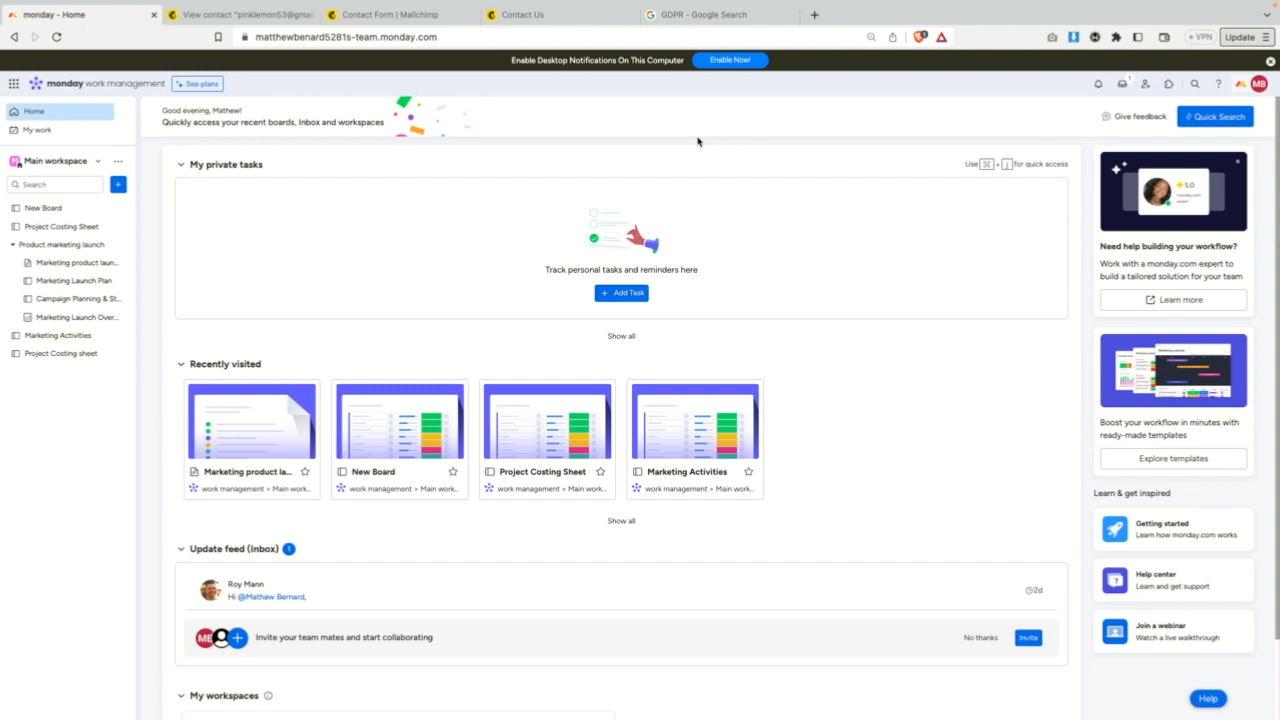 monday - Home
View contact "pinklemon53@gmai
Contact Form | Mailchimp
Contact Us
GDPR - Google Search
matthewbenard5281s-team.monday.com
VPN
Update
Enable Desktop Notifications On This Computer
Enable Now!
monday work management
See plans
1
MB
Home
My work
Main workspace
Search
New Board
Project Costing Sheet
Product marketing launch
Marketing product laun...
Marketing Launch Plan
Campaign Planning & St...
Marketing Launch Over...
Marketing Activities
Project Costing sheet
Good evening, Mathew!
Quickly access your recent boards, Inbox and workspaces
Give feedback
Quick Search
My private tasks
Use ⌘ + j for quick access
Track personal tasks and reminders here
+ Add Task
Show all
Recently visited
Marketing product la...
work management > Main work...
New Board
work management > Main work...
Project Costing Sheet
work management > Main work...
Marketing Activities
work management > Main work...
Show all
Update feed (Inbox) 1
Roy Mann
Hi @Mathew Bernard,
2d
MB
Invite your team mates and start collaborating
No thanks
Invite
My workspaces
5.0
monday.com
expert
Need help building your workflow?
Work with a monday.com expert to
build a tailored solution for your team
Learn more
Boost your workflow in minutes with
ready-made templates
Explore templates
Learn & get inspired
Getting started
Learn how monday.com works
Help center
Learn and get support
Join a webinar
Watch a live walkthrough
Help